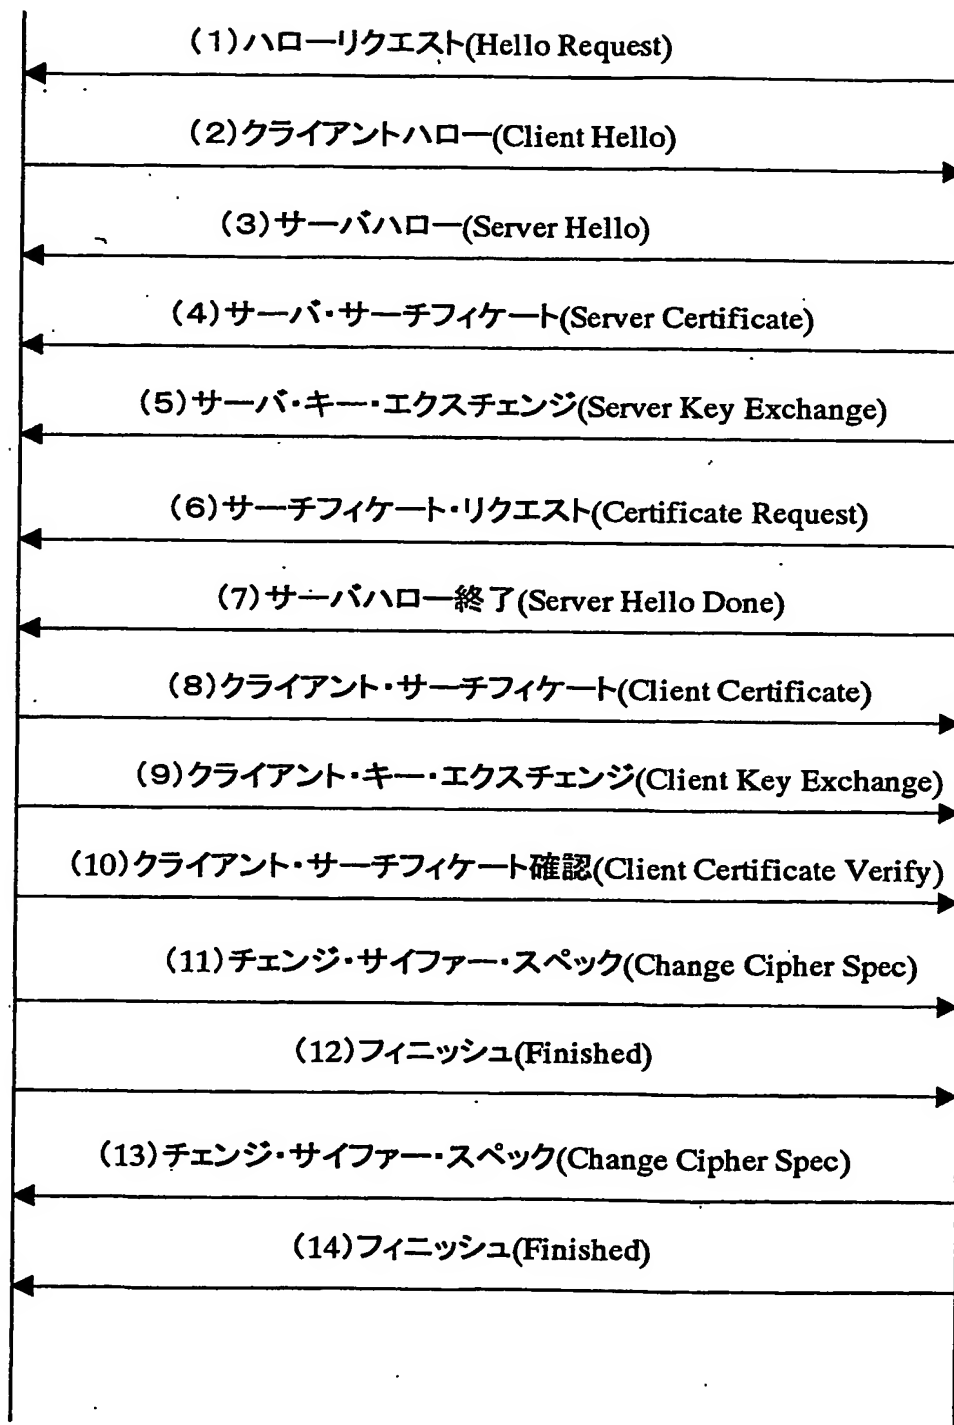 (1)ハローリクエスト(Hello Request)
(2)クライアントハロー(Client Hello)
(3)サーバハロー(Server Hello)
(4)サーバ・サーチフィケート(Server Certificate)
(5)サーバ・キー・エクスチェンジ(Server Key Exchange)
(6)サーチフィケート・リクエスト(Certificate Request)
(7)サーバハロー終了(Server Hello Done)
(8)クライアント・サーチフィケート(Client Certificate)
(9)クライアント・キー・エクスチェンジ(Client Key Exchange)
(10)クライアント・サーチフィケート確認(Client Certificate Verify)
(11)チェンジ・サイファー・スペック(Change Cipher Spec)
(12)フィニッシュ(Finished)
(13)チェンジ・サイファー・スペック(Change Cipher Spec)
(14)フィニッシュ(Finished)